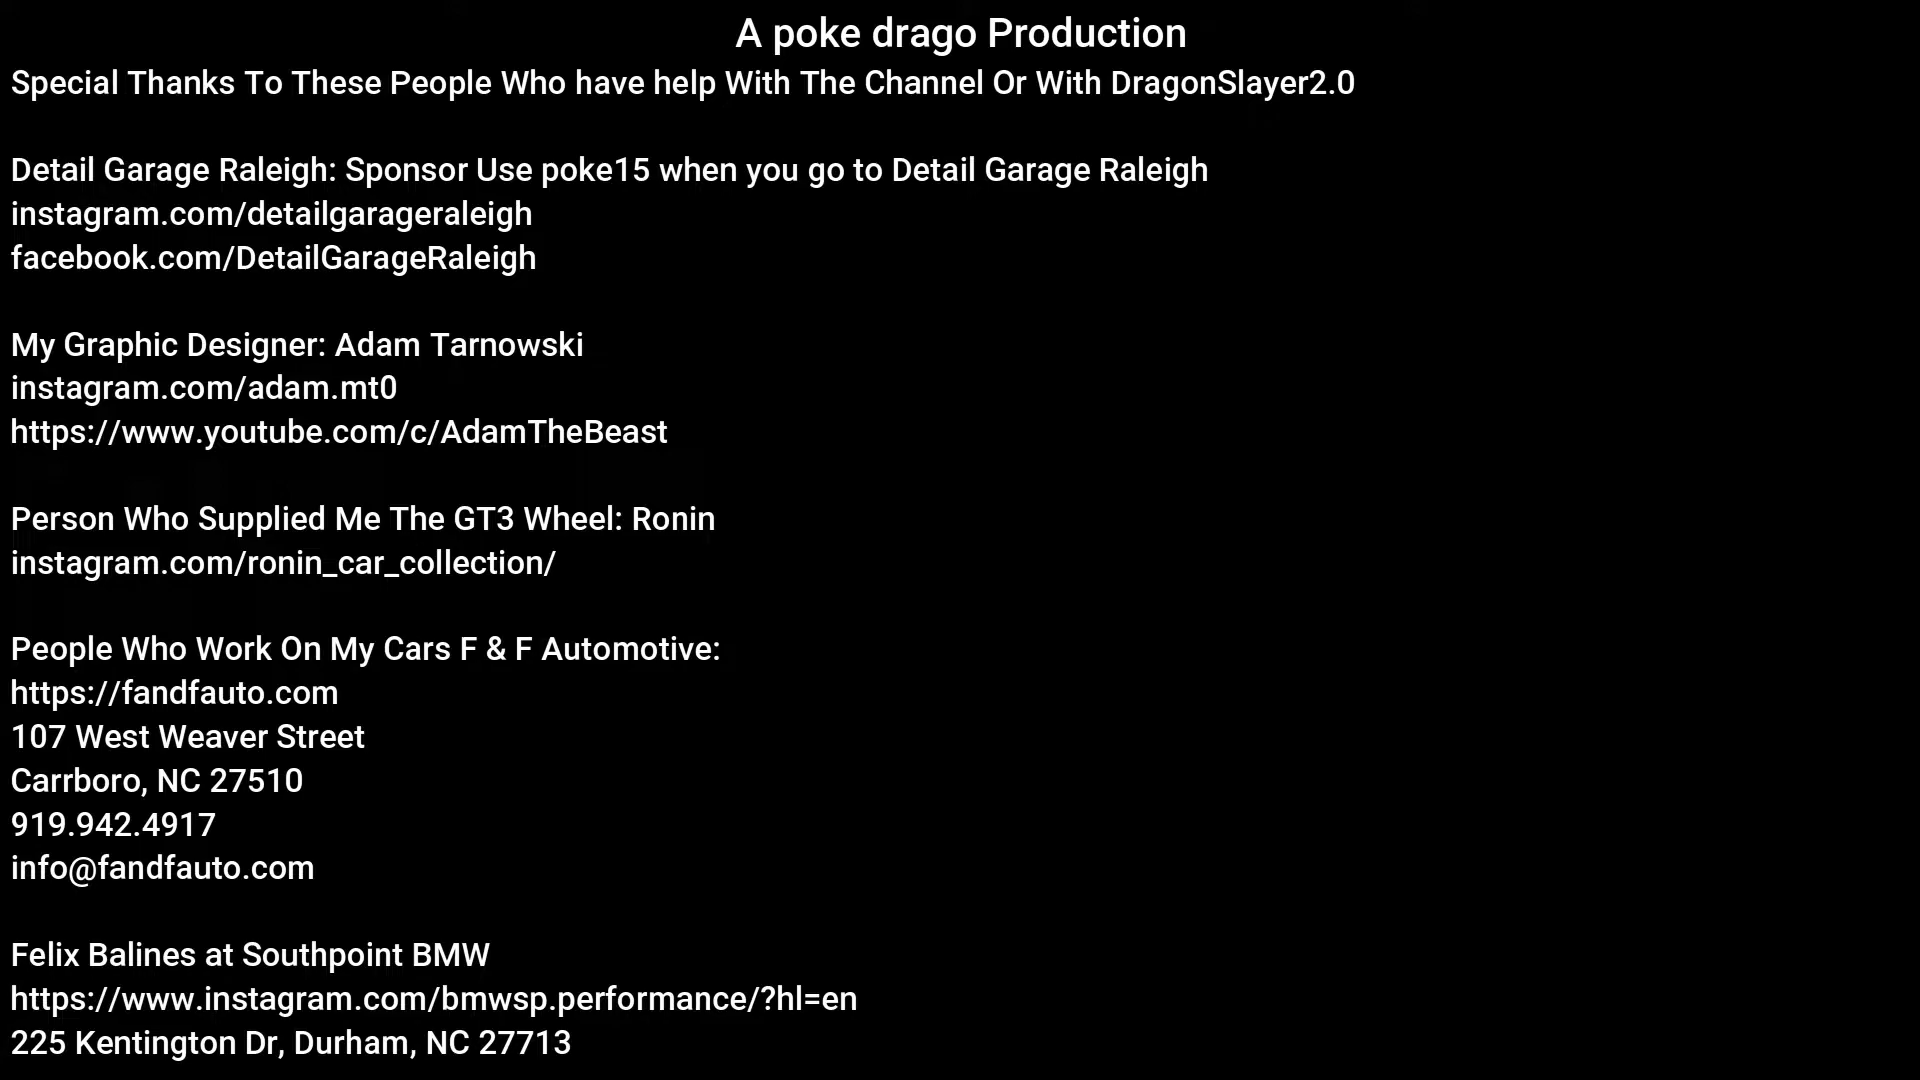 A poke drago Production
Special Thanks To These People Who have help With The Channel Or With DragonSlayer2.0
Detail Garage Raleigh: Sponsor Use poke15 when you go to Detail Garage Raleigh
instagram.com/detailgarageraleigh
facebook.com/DetailGarageRaleigh
My Graphic Designer: Adam Tarnowski
instagram.com/adam.mt0
https://www.youtube.com/c/AdamTheBeast
Person Who Supplied Me The GT3 Wheel: Ronin
instagram.com/ronin_car_collection/
People Who Work On My Cars F & F Automotive:
https://fandfauto.com
107 West Weaver Street
Carrboro, NC 27510
919.942.4917
info@fandfauto.com
Felix Balines at Southpoint BMW
https://www.instagram.com/bmwsp.performance/?hl=en
225 Kentington Dr, Durham, NC 27713